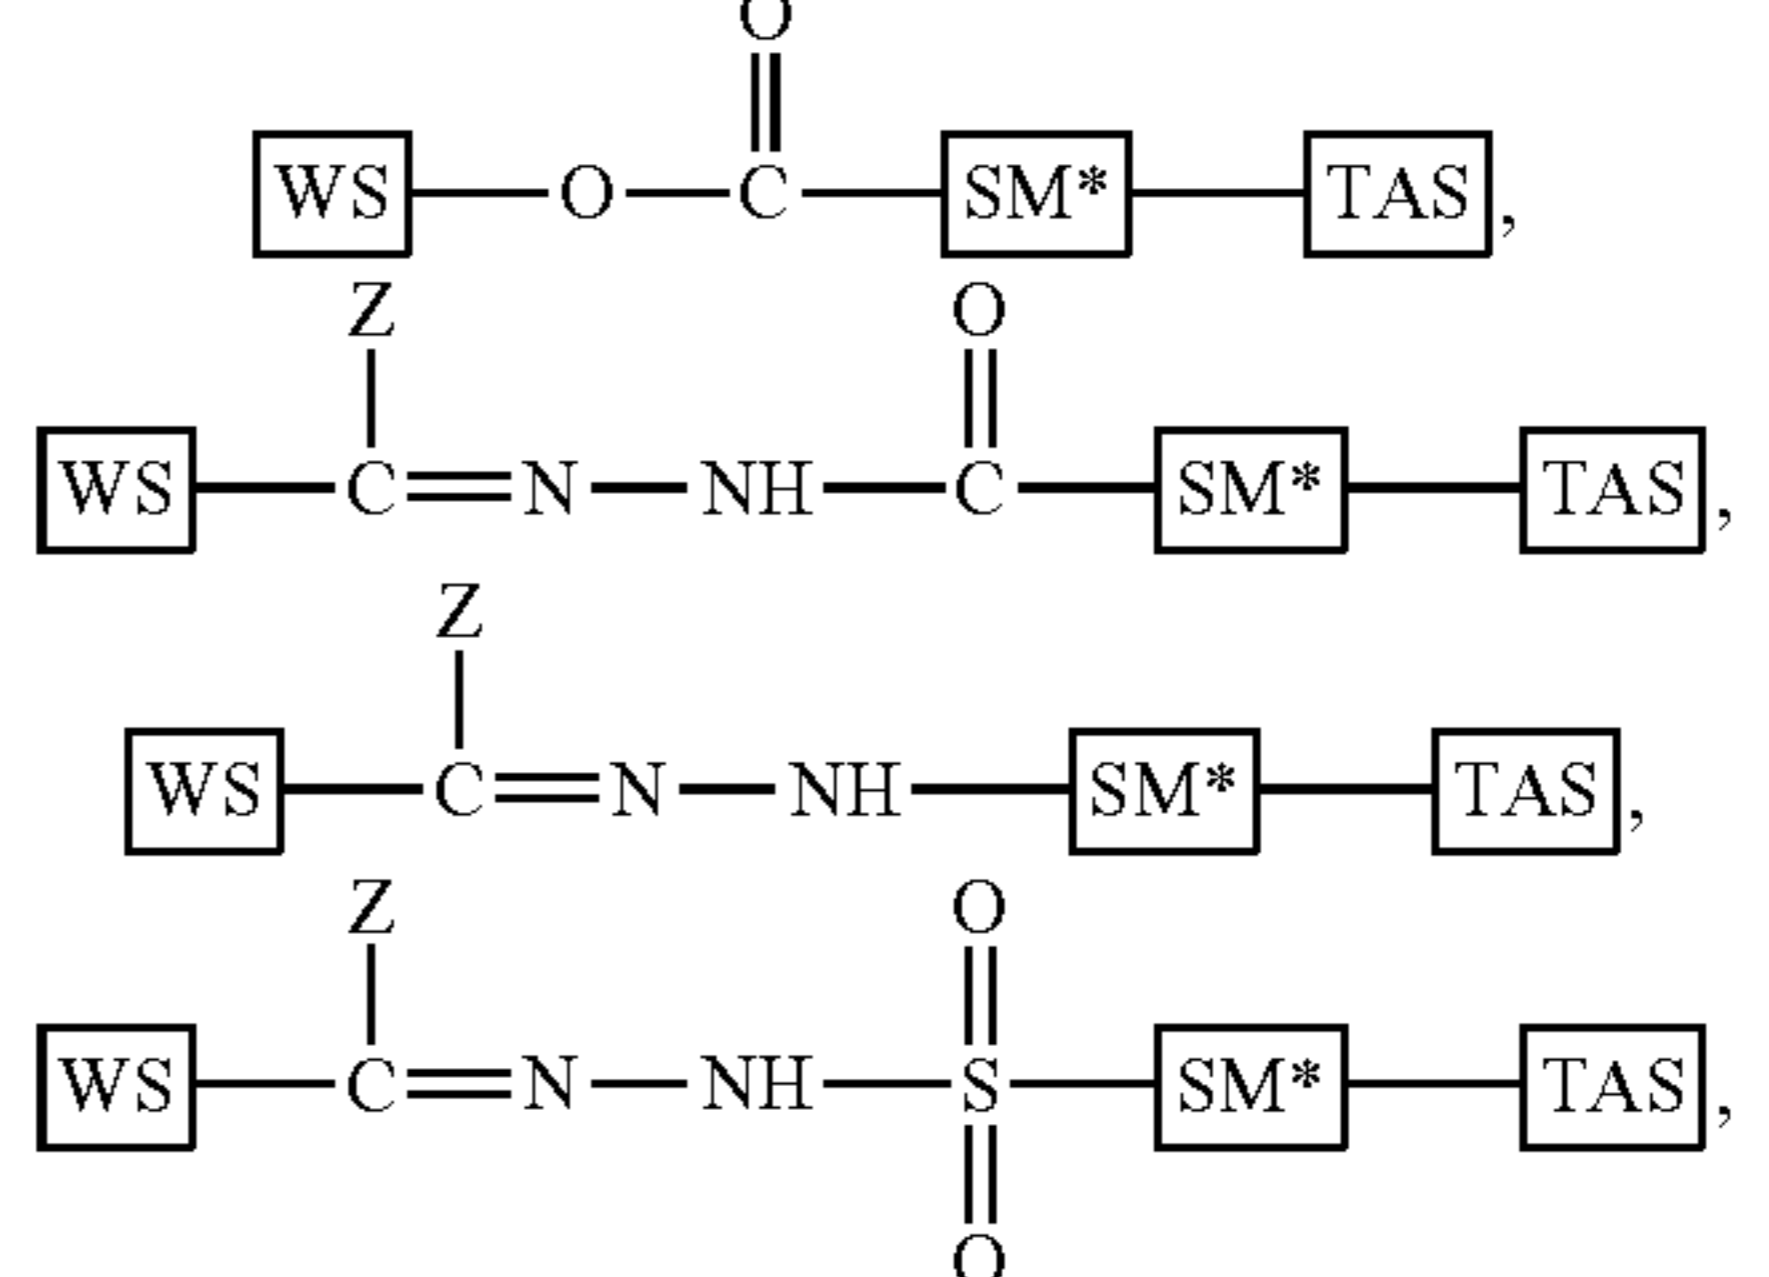 O
WS O C SM* TAS,
Z O
WS C N NH C SM* TAS,
Z
WS C N NH SM* TAS,
Z O
WS C N NH S SM* TAS,
O